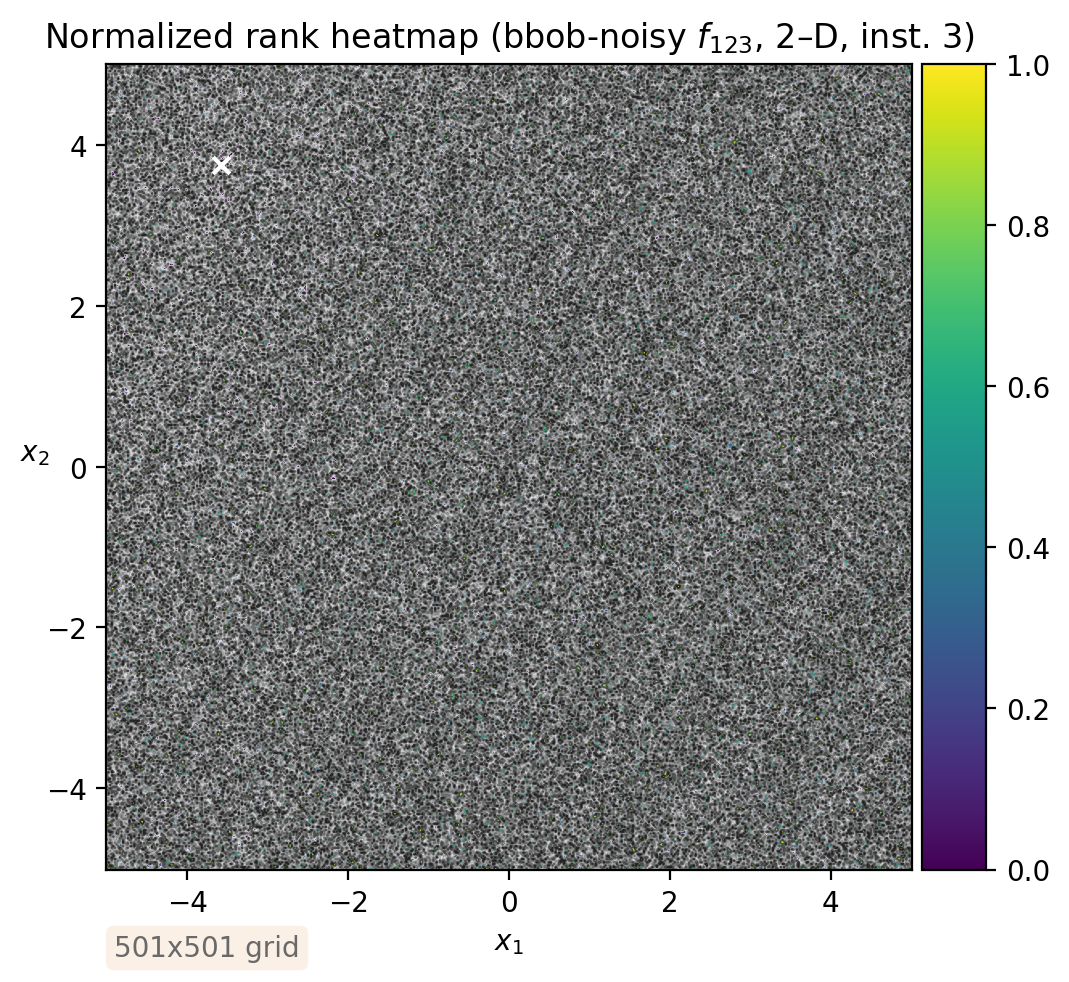 Normalized rank heatmap (bbob-noisy f₁₂₃, 2–D, inst. 3)
1.0
4
0.8
2
0.6
x₂
0
0.4
−2
0.2
−4
0.0
−4 −2 0 2 4
x₁
501x501 grid